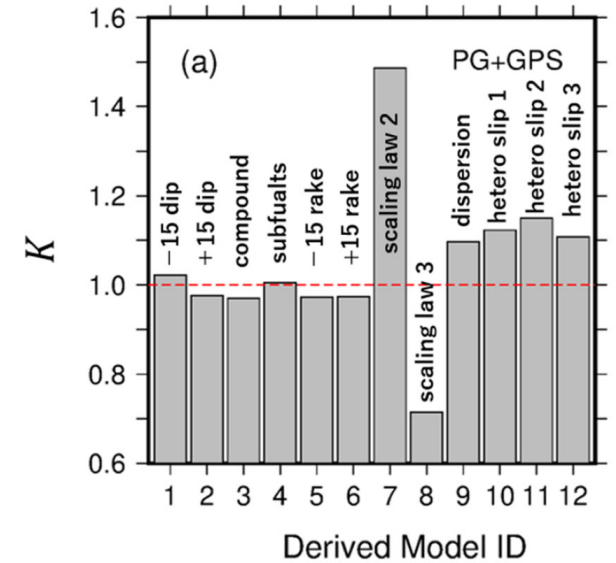 1.6
1.4
1.2
1.0
0.8
0.6
K
(a)
PG+GPS
−15 dip
+15 dip
compound
subfualts
−15 rake
+15 rake
scaling law 2
scaling law 3
dispersion
hetero slip 1
hetero slip 2
hetero slip 3
1 2 3 4 5 6 7 8 9 10 11 12
Derived Model ID